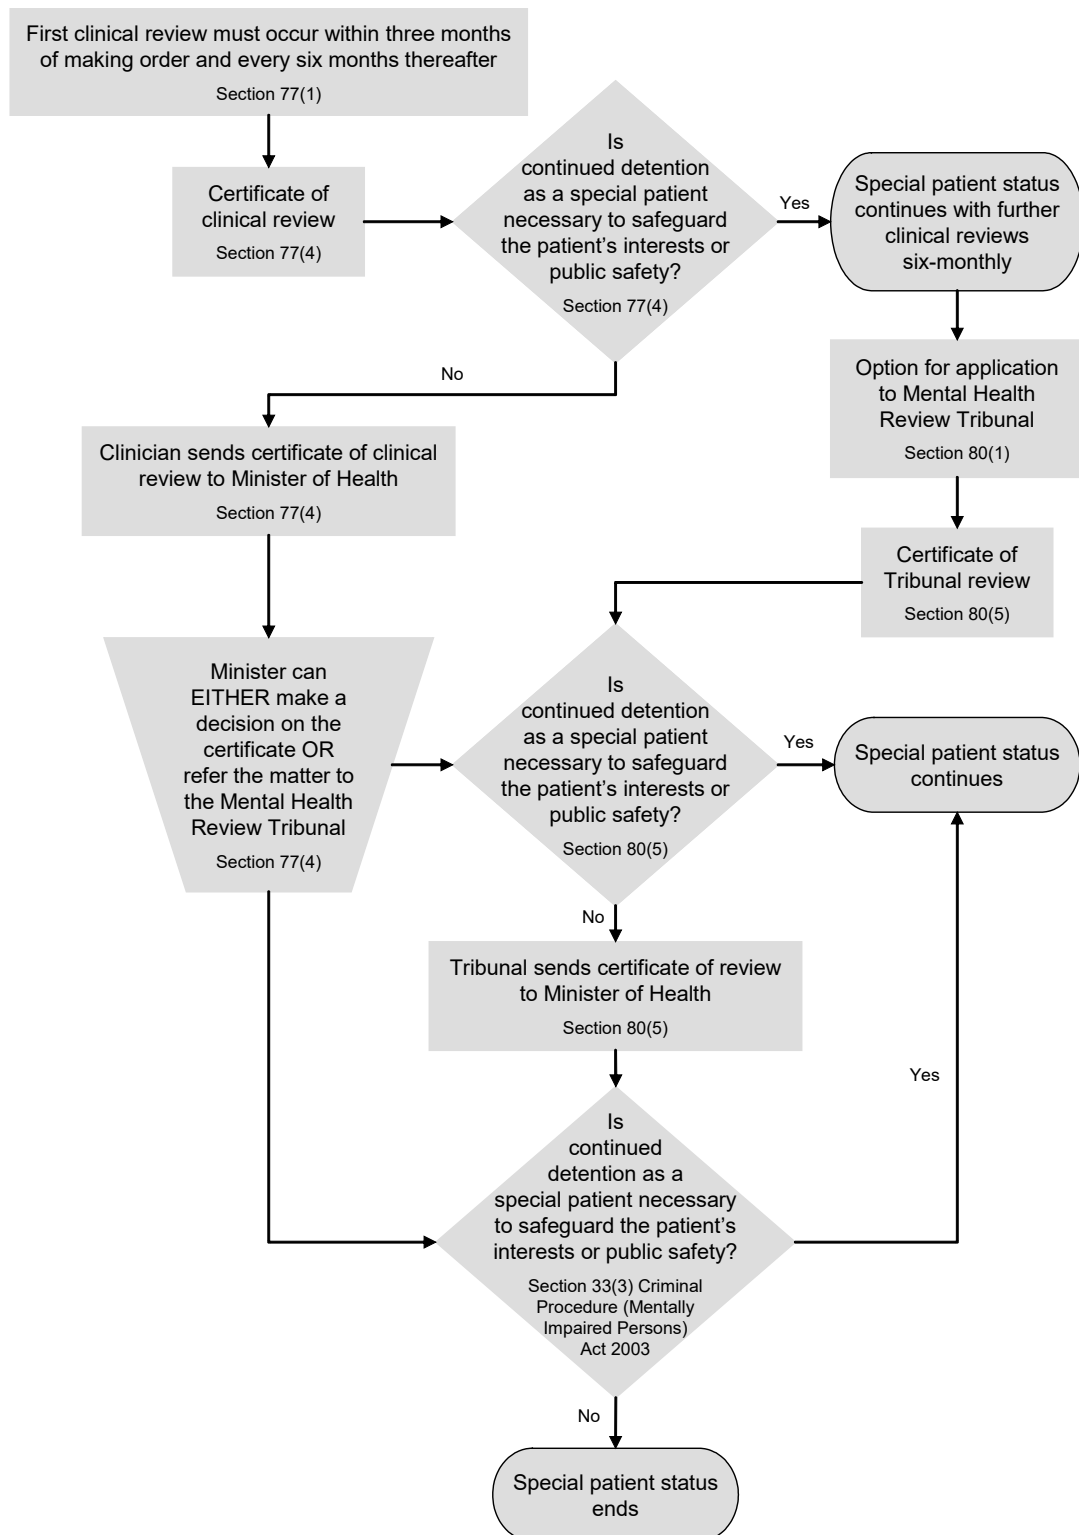 First clinical review must occur within three months
of making order and every six months thereafter
Section 77(1)
Certificate of
clinical review
Section 77(4)
Is
continued detention
as a special patient
necessary to safeguard
the patient’s interests or
public safety?
Section 77(4)
Yes
Special patient status
continues with further
clinical reviews
six-monthly
No
Option for application
to Mental Health
Review Tribunal
Section 80(1)
Clinician sends certificate of clinical
review to Minister of Health
Section 77(4)
Certificate of
Tribunal review
Section 80(5)
Minister can
EITHER make a
decision on the
certificate OR
refer the matter to
the Mental Health
Review Tribunal
Section 77(4)
Is
continued detention
as a special patient
necessary to safeguard
the patient’s interests or
public safety?
Section 80(5)
Yes
Special patient status
continues
No
Tribunal sends certificate of review
to Minister of Health
Section 80(5)
Yes
Is
continued
detention as a
special patient necessary
to safeguard the patient’s
interests or public safety?
Section 33(3) Criminal
Procedure (Mentally
Impaired Persons)
Act 2003
No
Special patient status
ends